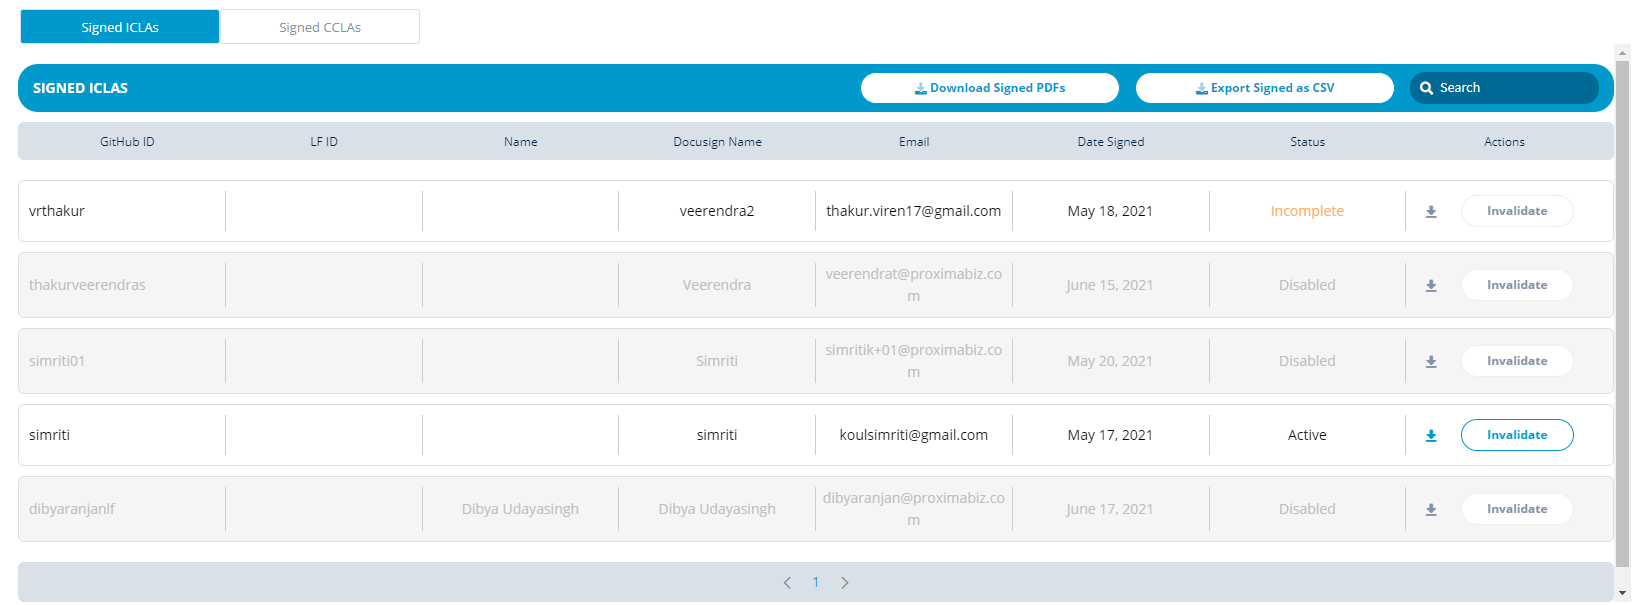 Signed ICLAs
Signed CCLAs
SIGNED ICLAS
Download Signed PDFs
Export Signed as CSV
Search
GitHub ID LF ID Name Docusign Name Email Date Signed Status Actions
vrthakur veerendra2 thakur.viren17@gmail.com May 18, 2021 Incomplete Invalidate
thakurveerendras Veerendra veerendrat@proximabiz.co June 15, 2021 Disabled Invalidate
m
simriti01 Simriti simritik+01@proximabiz.co May 20, 2021 Disabled Invalidate
m
simriti simriti koulsimriti@gmail.com May 17, 2021 Active Invalidate
dibyaranjanlf Dibya Udayasingh Dibya Udayasingh dibyaranjan@proximabiz.co June 17, 2021 Disabled Invalidate
m
1